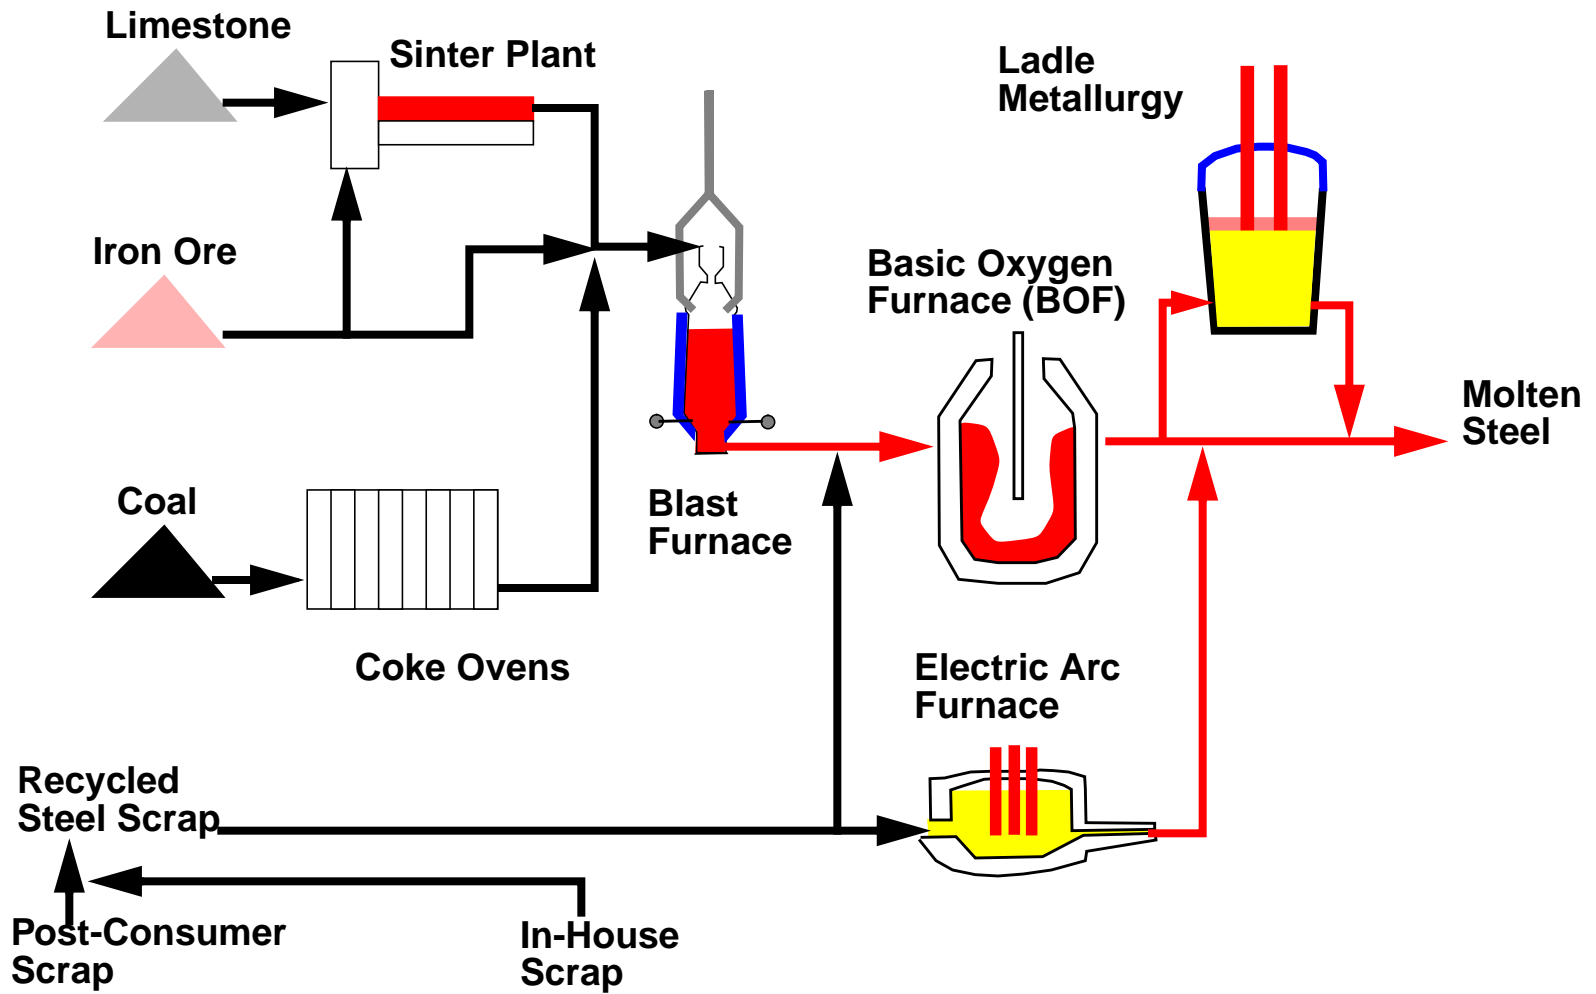 Limestone
Sinter Plant
Ladle
Metallurgy
Iron Ore
Basic Oxygen
Furnace (BOF)
Molten
Steel
Coal
Blast
Furnace
Coke Ovens
Electric Arc
Furnace
Recycled
Steel Scrap
Post-Consumer
Scrap
In-House
Scrap